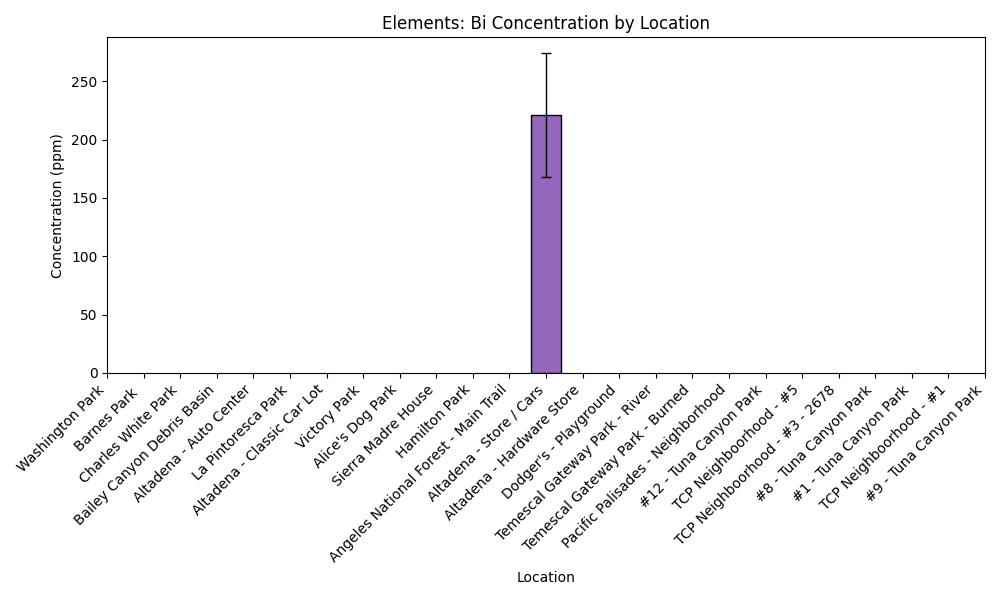 Elements: Bi Concentration by Location
Concentration (ppm)
250
200
150
100
50
0
Washington Park
Barnes Park
Charles White Park
Bailey Canyon Debris Basin
Altadena - Auto Center
La Pintoresca Park
Altadena - Classic Car Lot
Victory Park
Alice's Dog Park
Sierra Madre House
Hamilton Park
Angeles National Forest - Main Trail
Altadena - Store / Cars
Altadena - Hardware Store
Dodger's - Playground
Temescal Gateway Park - River
Temescal Gateway Park - Burned
Pacific Palisades - Neighborhood
#12 - Tuna Canyon Park
TCP Neighborhood - #5
TCP Neighboorhood - #3 - 2678
#8 - Tuna Canyon Park
#1 - Tuna Canyon Park
TCP Neighboorhood - #1
#9 - Tuna Canyon Park
Location